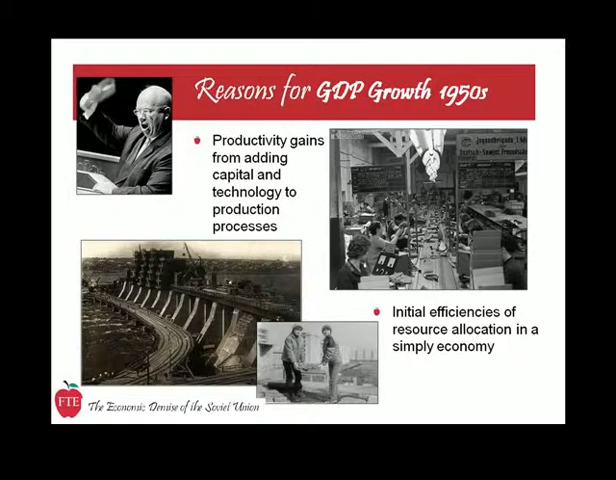 Reasons for GDP Growth 1950s
Productivity gains
from adding
capital and
technology to
production
processes
Initial efficiencies of
resource allocation in a
simply economy
FTE
The Economic Demise of the Soviet Union